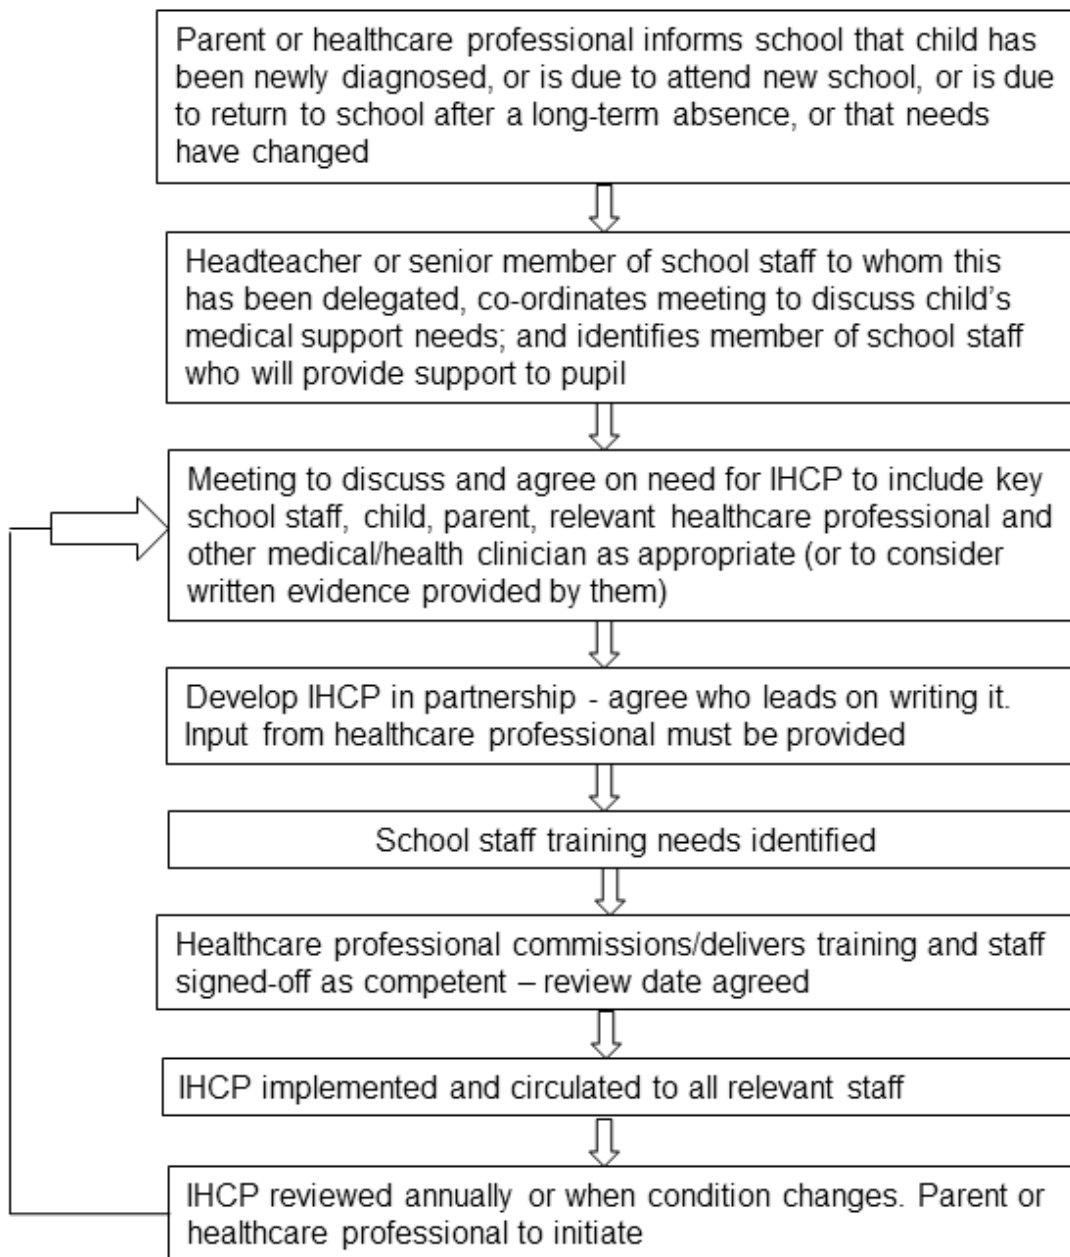 Parent or healthcare professional informs school that child has
been newly diagnosed, or is due to attend new school, or is due
to return to school after a long-term absence, or that needs
have changed
Headteacher or senior member of school staff to whom this
has been delegated, co-ordinates meeting to discuss child's
medical support needs; and identifies member of school staff
who will provide support to pupil
Meeting to discuss and agree on need for IHCP to include key
school staff, child, parent, relevant healthcare professional and
other medical/health clinician as appropriate (or to consider
written evidence provided by them)
Develop IHCP in partnership - agree who leads on writing it.
Input from healthcare professional must be provided
School staff training needs identified
Healthcare professional commissions/delivers training and staff
signed-off as competent – review date agreed
IHCP implemented and circulated to all relevant staff
IHCP reviewed annually or when condition changes. Parent or
healthcare professional to initiate